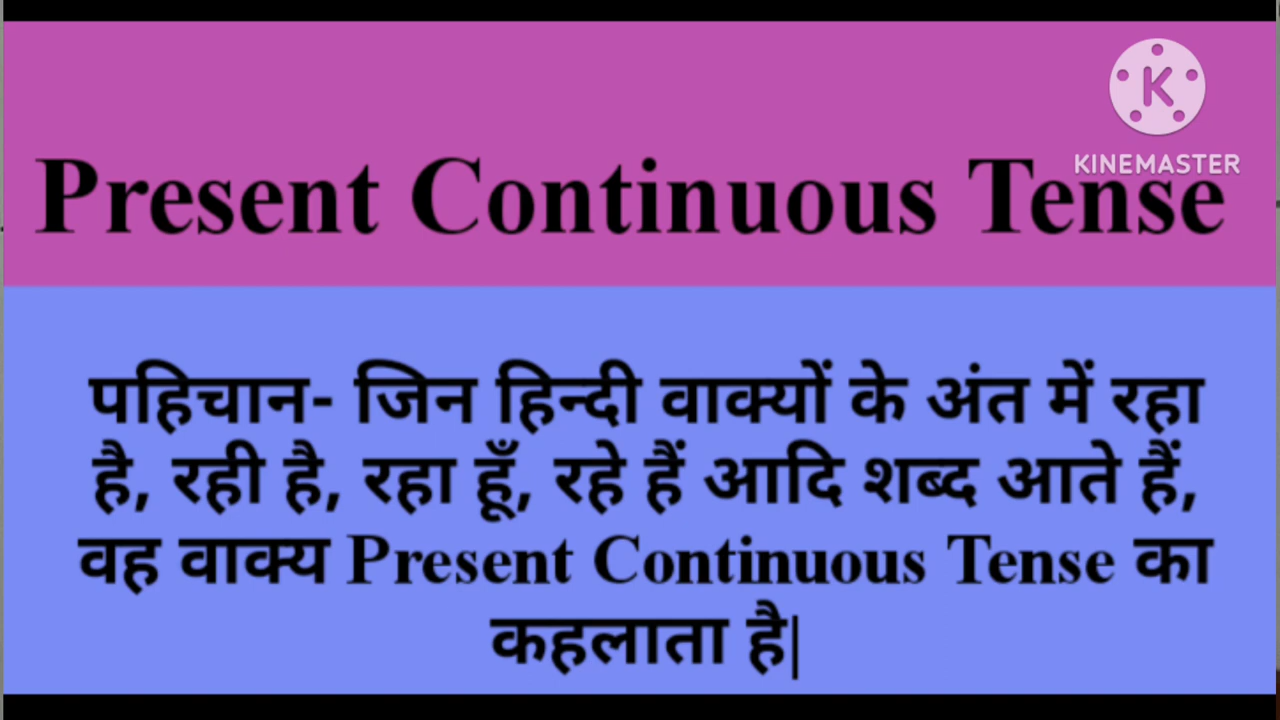 K
KINEMASTER
Present Continuous Tense
पहिचान- जिन हिन्दी वाक्यों के अंत में रहा
है, रही है, रहा हूँ, रहे हैं आदि शब्द आते हैं,
वह वाक्य Present Continuous Tense का
कहलाता है|